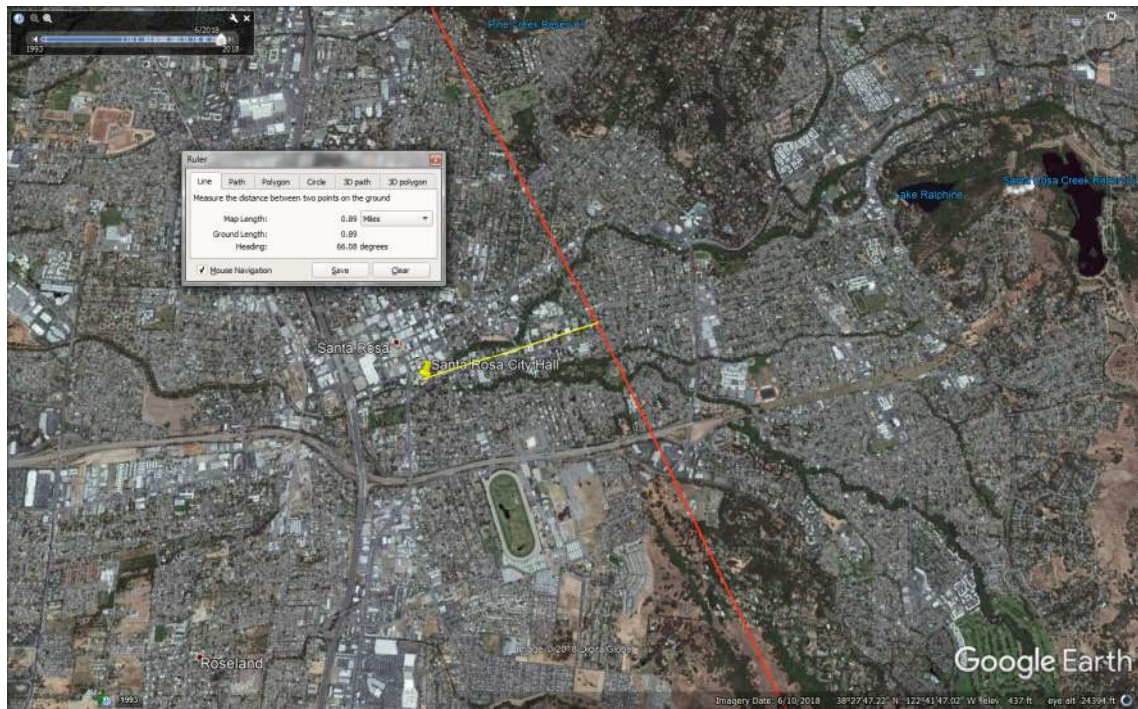 6/2018
1993
2018
Pine Creek Reservoir
N
Ruler
Line Path Polygon Circle 3D path 3D polygon
Measure the distance between two points on the ground
Map Length: 0.89 Miles
Ground Length: 0.89
Heading: 66.08 degrees
Mouse Navigation Save Clear
Lake Ralphine
Santa Rosa Creek Reservoir
Santa Rosa
Santa Rosa City Hall
Roseland
Image © 2018 DigitalGlobe
Google Earth
1993
Imagery Date: 6/10/2018 38°27'47.22" N 122°41'47.02" W elev 437 ft eye alt 24394 ft